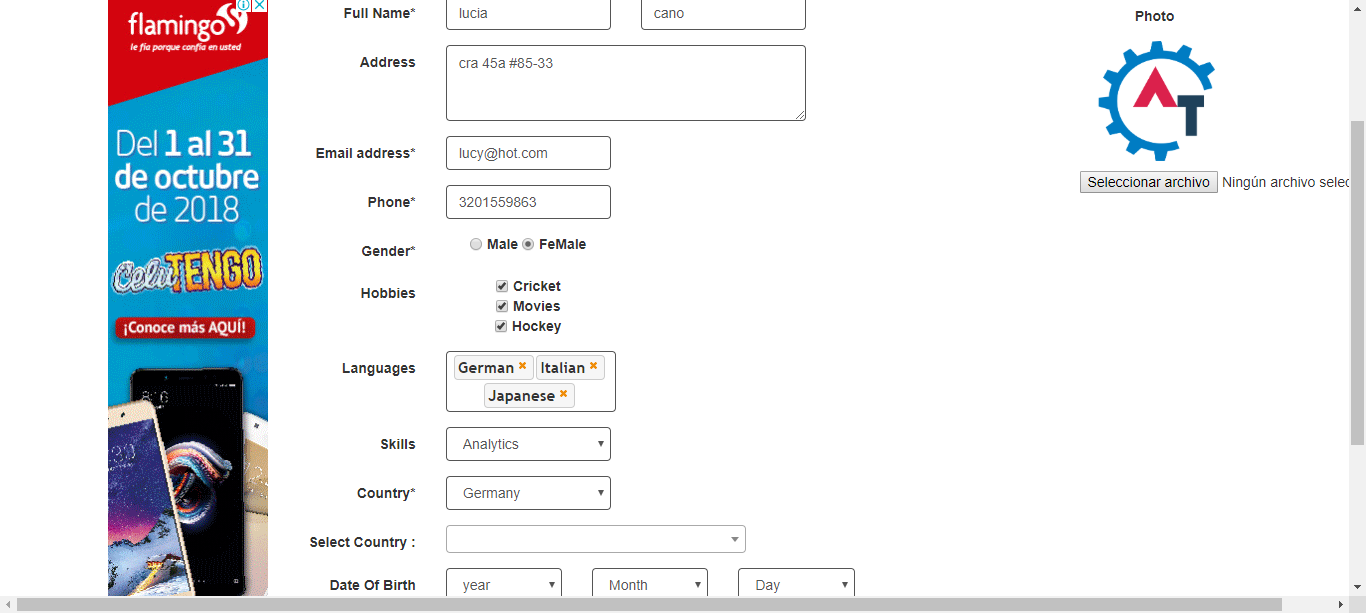 flamingo
le fía porque confía en usted
Del 1 al 31
de octubre
de 2018
CeluTENGO
¡Conoce más AQUÍ!
8:16
Full Name* lucia cano
Address cra 45a #85-33
Email address* lucy@hot.com
Phone* 3201559863
Gender* Male FeMale
Hobbies Cricket
Movies
Hockey
Languages German Italian
Japanese
Skills Analytics
Country* Germany
Select Country :
Date Of Birth year Month Day
Photo
AT
Seleccionar archivo Ningún archivo selec